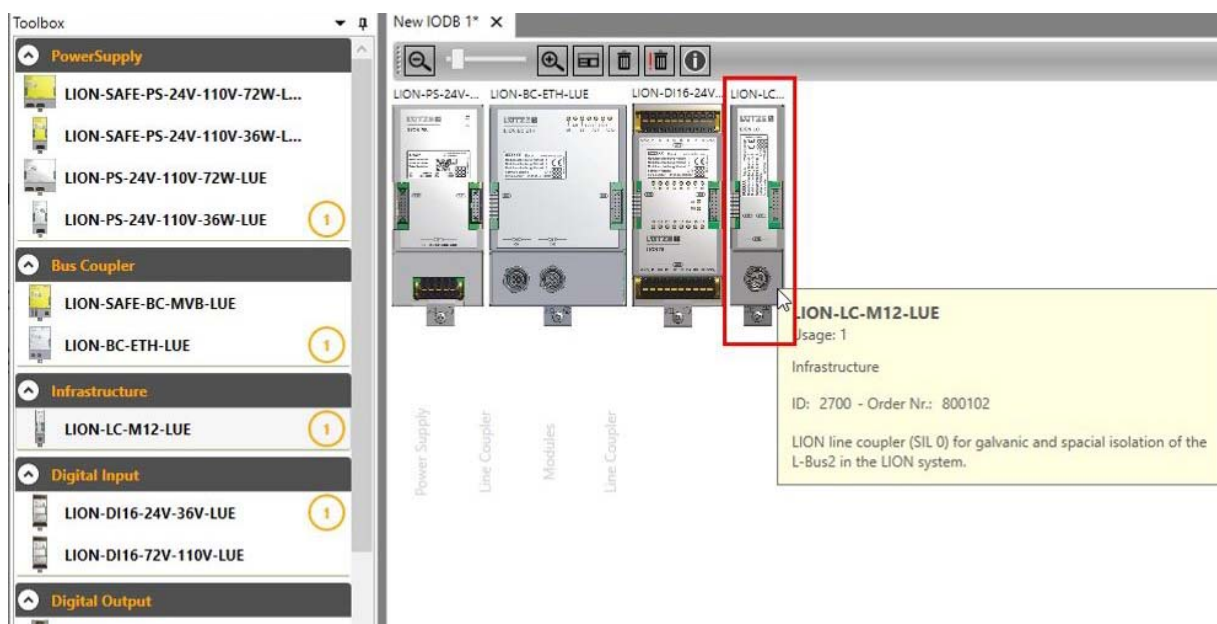 Toolbox
PowerSupply
LION-SAFE-PS-24V-110V-72W-L...
LION-SAFE-PS-24V-110V-36W-L...
LION-PS-24V-110V-72W-LUE
LION-PS-24V-110V-36W-LUE
1
Bus Coupler
LION-SAFE-BC-MVB-LUE
LION-BC-ETH-LUE
1
Infrastructure
LION-LC-M12-LUE
1
Digital Input
LION-DI16-24V-36V-LUE
1
LION-DI16-72V-110V-LUE
Digital Output
New IODB 1*
LION-PS-24V-...
LION-BC-ETH-LUE
LION-DI16-24V...
LION-LC...
LÜTZE
LÜTZE
LÜTZE
LÜTZE
Power Supply
Line Coupler
Modules
Line Coupler
LION-LC-M12-LUE
Usage: 1
Infrastructure
ID: 2700 - Order Nr.: 800102
LION line coupler (SIL 0) for galvanic and spacial isolation of the
L-Bus2 in the LION system.